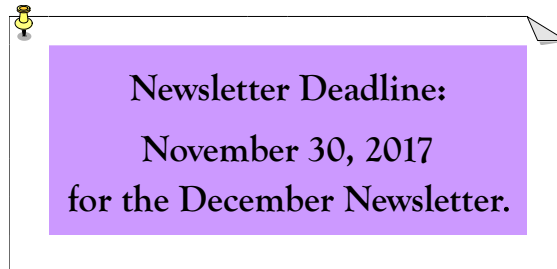 Newsletter Deadline:
November 30, 2017
for the December Newsletter.